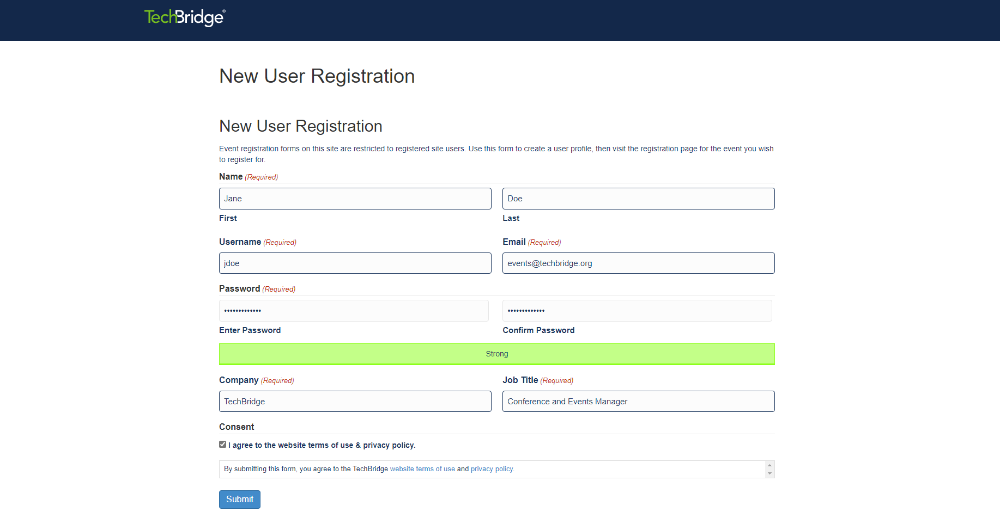 TechBridge®
New User Registration
New User Registration
Event registration forms on this site are restricted to registered site users. Use this form to create a user profile, then visit the registration page for the event you wish
to register for.
Name (Required)
Jane Doe
First Last
Username (Required) Email (Required)
jdoe events@techbridge.org
Password (Required)
••••••••••••• •••••••••••••
Enter Password Confirm Password
Strong
Company (Required) Job Title (Required)
TechBridge Conference and Events Manager
Consent
I agree to the website terms of use & privacy policy.
By submitting this form, you agree to the TechBridge website terms of use and privacy policy.
Submit